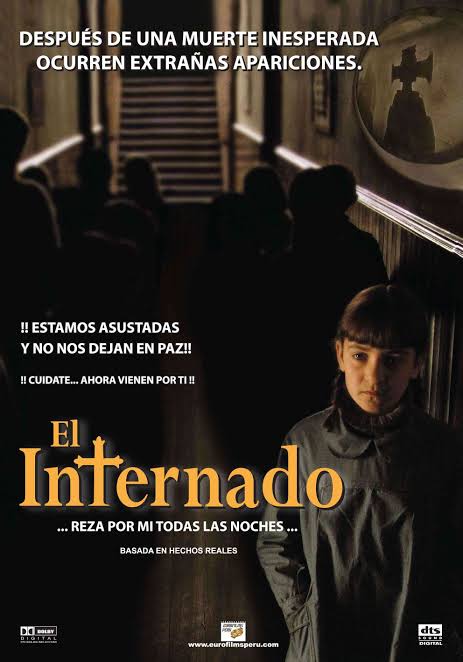 DESPUÉS DE UNA MUERTE INESPERADA
OCURREN EXTRAÑAS APARICIONES.
!! ESTAMOS ASUSTADAS
Y NO NOS DEJAN EN PAZ!!
!! CUIDATE... AHORA VIENEN POR TI !!
El
Internado
... REZA POR MI TODAS LAS NOCHES ...
BASADA EN HECHOS REALES
DOLBY
DIGITAL
www.eurofilmsperu.com
dts
SOUND
DIGITAL